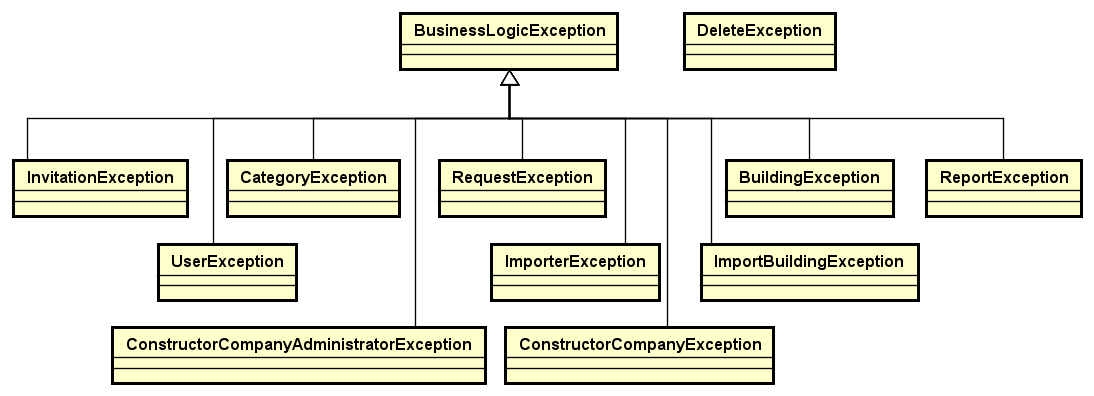 BusinessLogicException
DeleteException
InvitationException
CategoryException
RequestException
BuildingException
ReportException
UserException
ImporterException
ImportBuildingException
ConstructorCompanyAdministratorException
ConstructorCompanyException